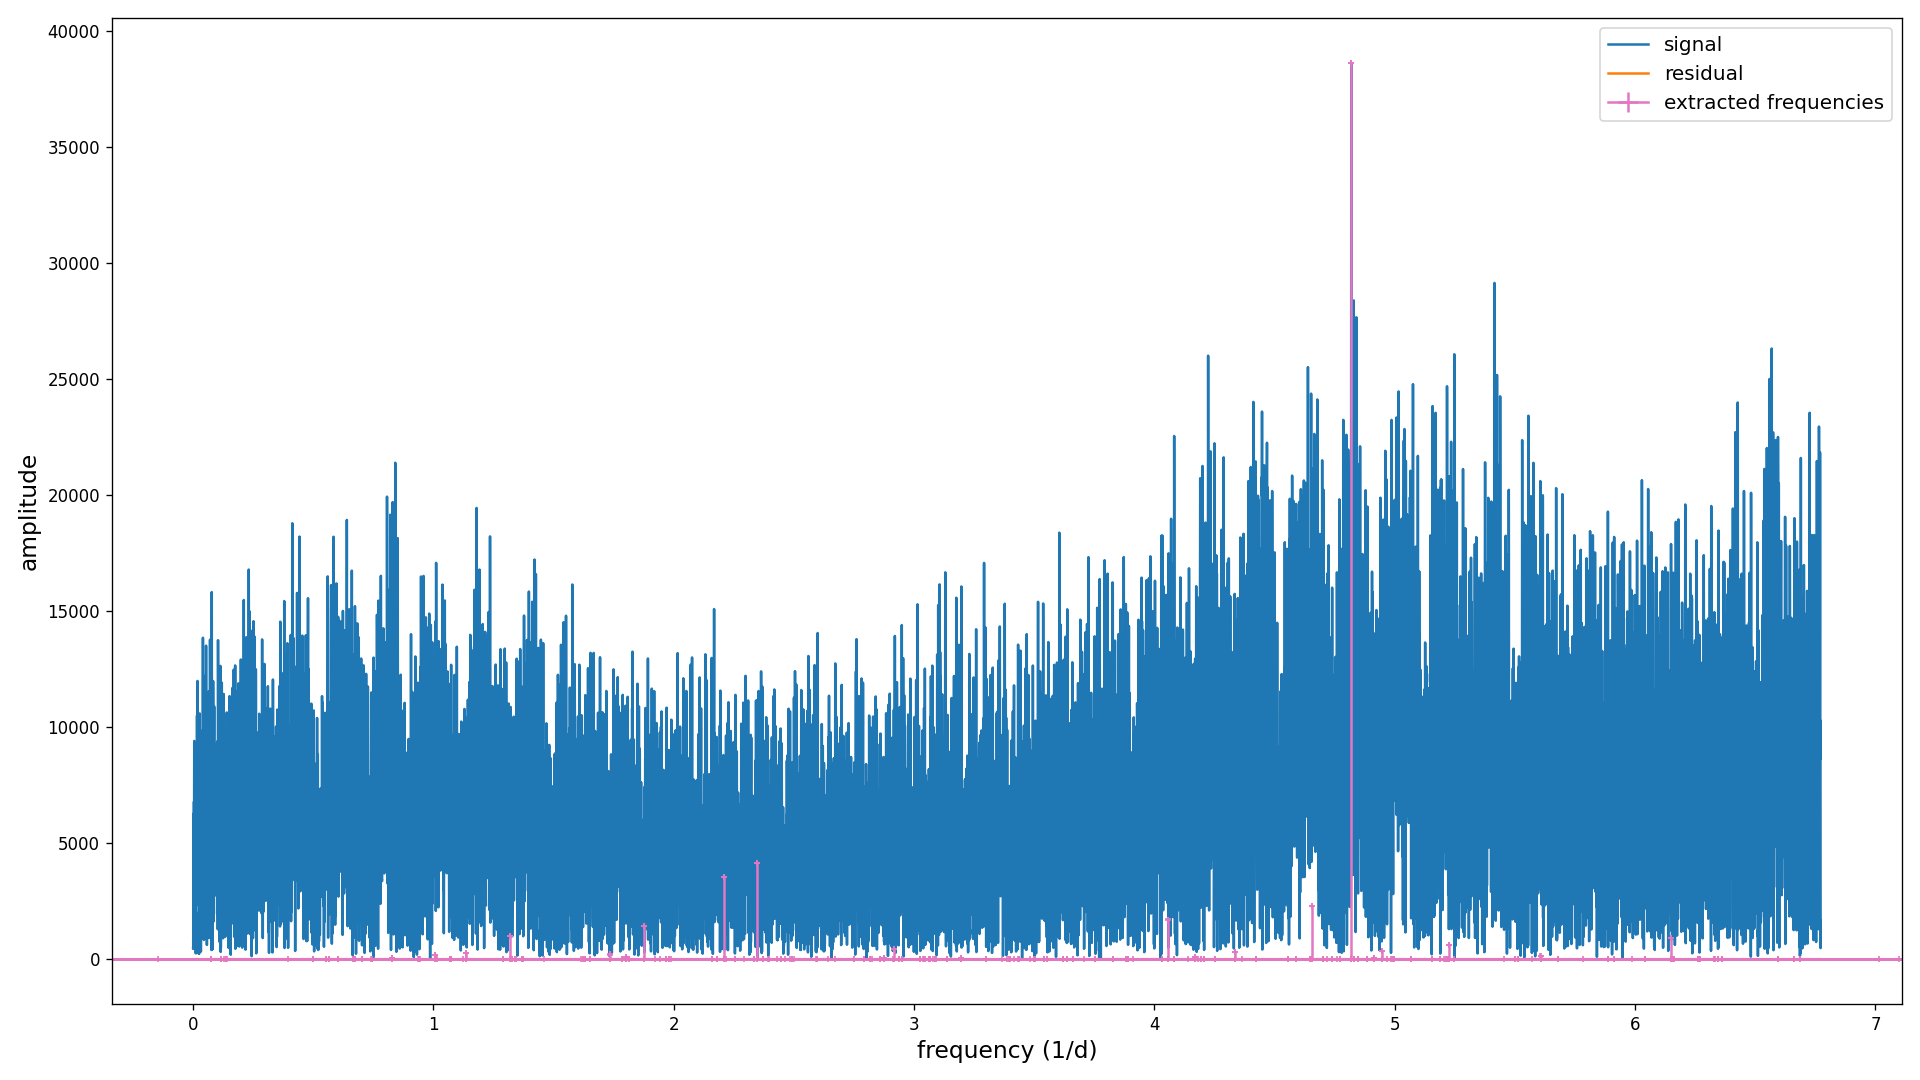 40000
35000
30000
25000
20000
15000
10000
5000
0
amplitude
0 1 2 3 4 5 6 7
frequency (1/d)
signal
residual
extracted frequencies